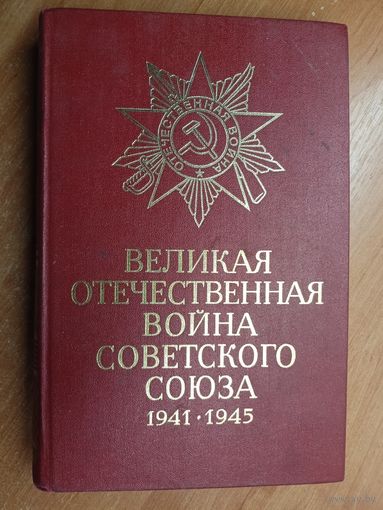 ОТЕЧЕСТВЕННАЯ ВОЙНА
ВЕЛИКАЯ
ОТЕЧЕСТВЕННАЯ
ВОЙНА
СОВЕТСКОГО
СОЮЗА
1941 · 1945